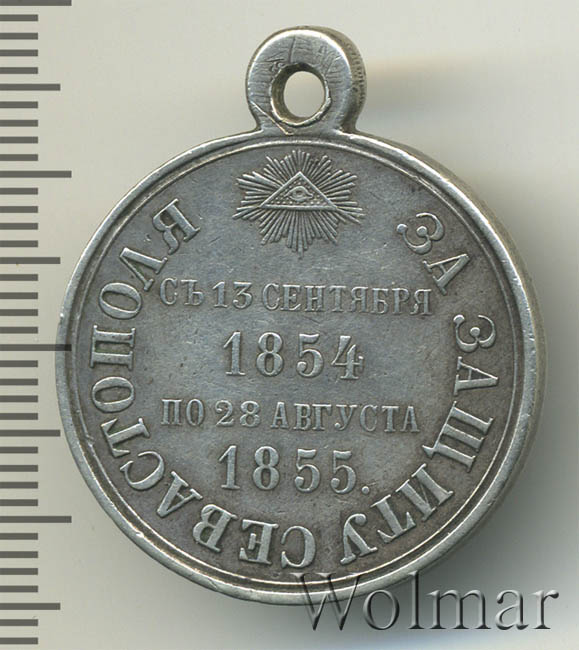 ЗА ЗАЩИТУ СЕВАСТОПОЛЯ
СЪ 13 СЕНТЯБРЯ
1854
ПО 28 АВГУСТА
1855.
Wolmar